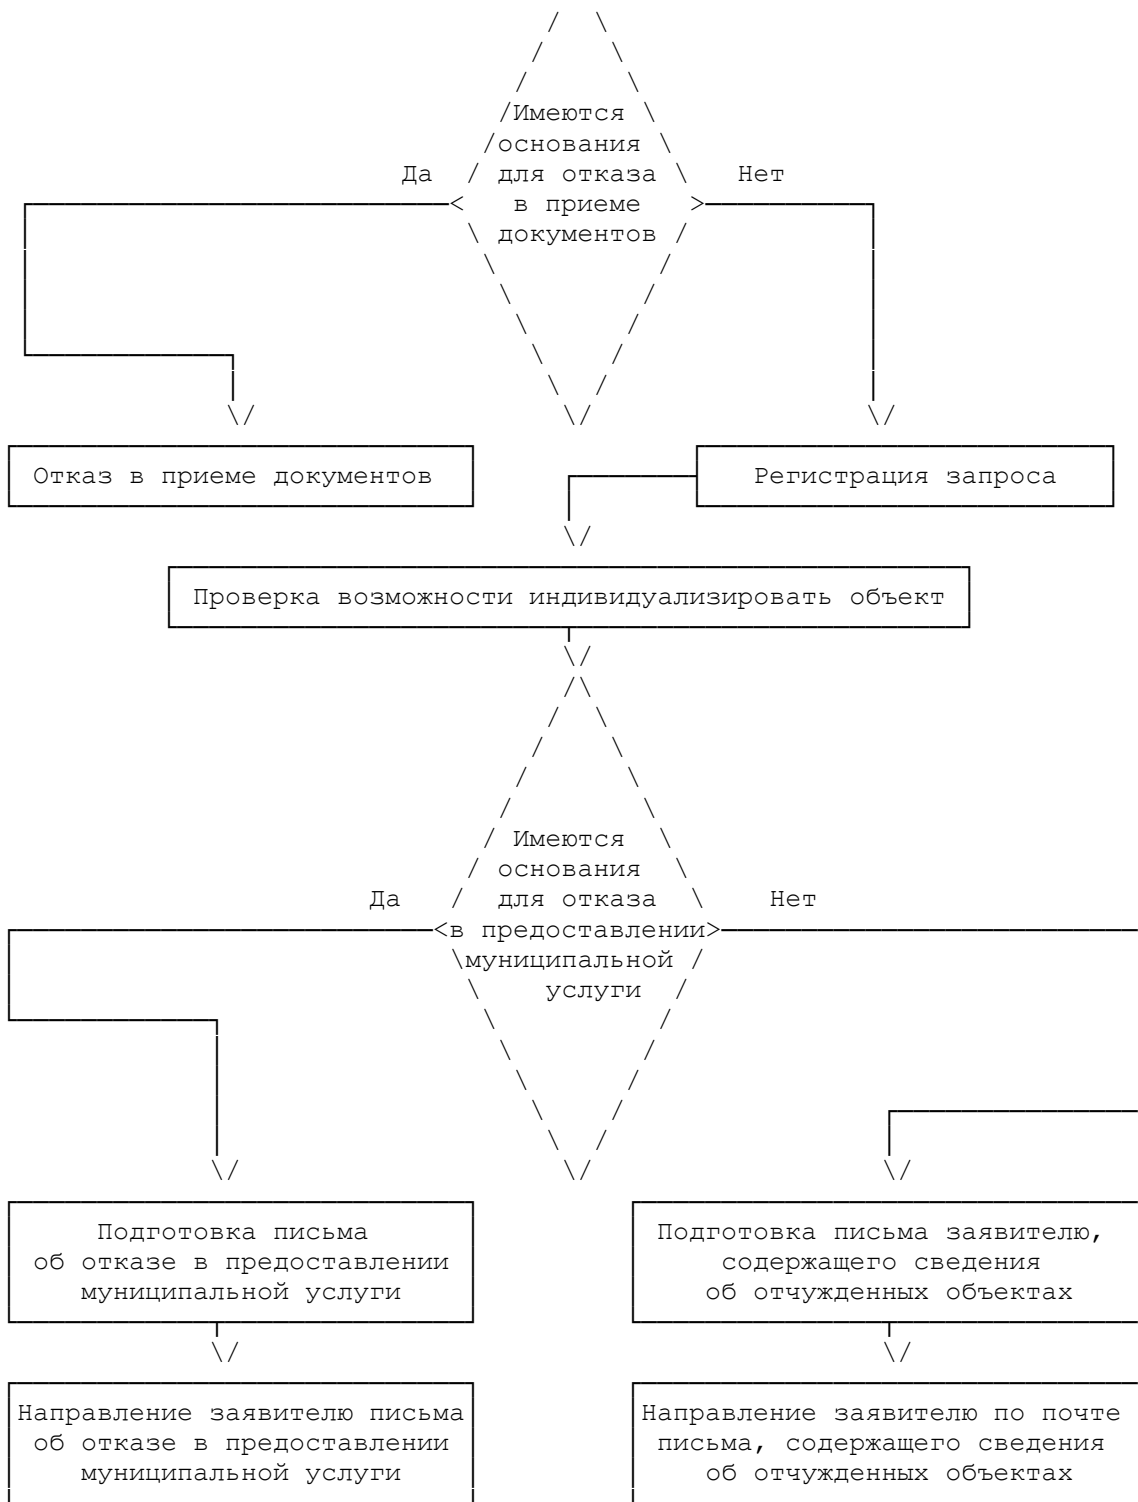 Имеются
основания
Да для отказа Нет
в приеме
документов
Отказ в приеме документов
Регистрация запроса
Проверка возможности индивидуализировать объект
Имеются
основания
Да для отказа Нет
в предоставлении
муниципальной
услуги
Подготовка письма
об отказе в предоставлении
муниципальной услуги
Подготовка письма заявителю,
содержащего сведения
об отчужденных объектах
Направление заявителю письма
об отказе в предоставлении
муниципальной услуги
Направление заявителю по почте
письма, содержащего сведения
об отчужденных объектах